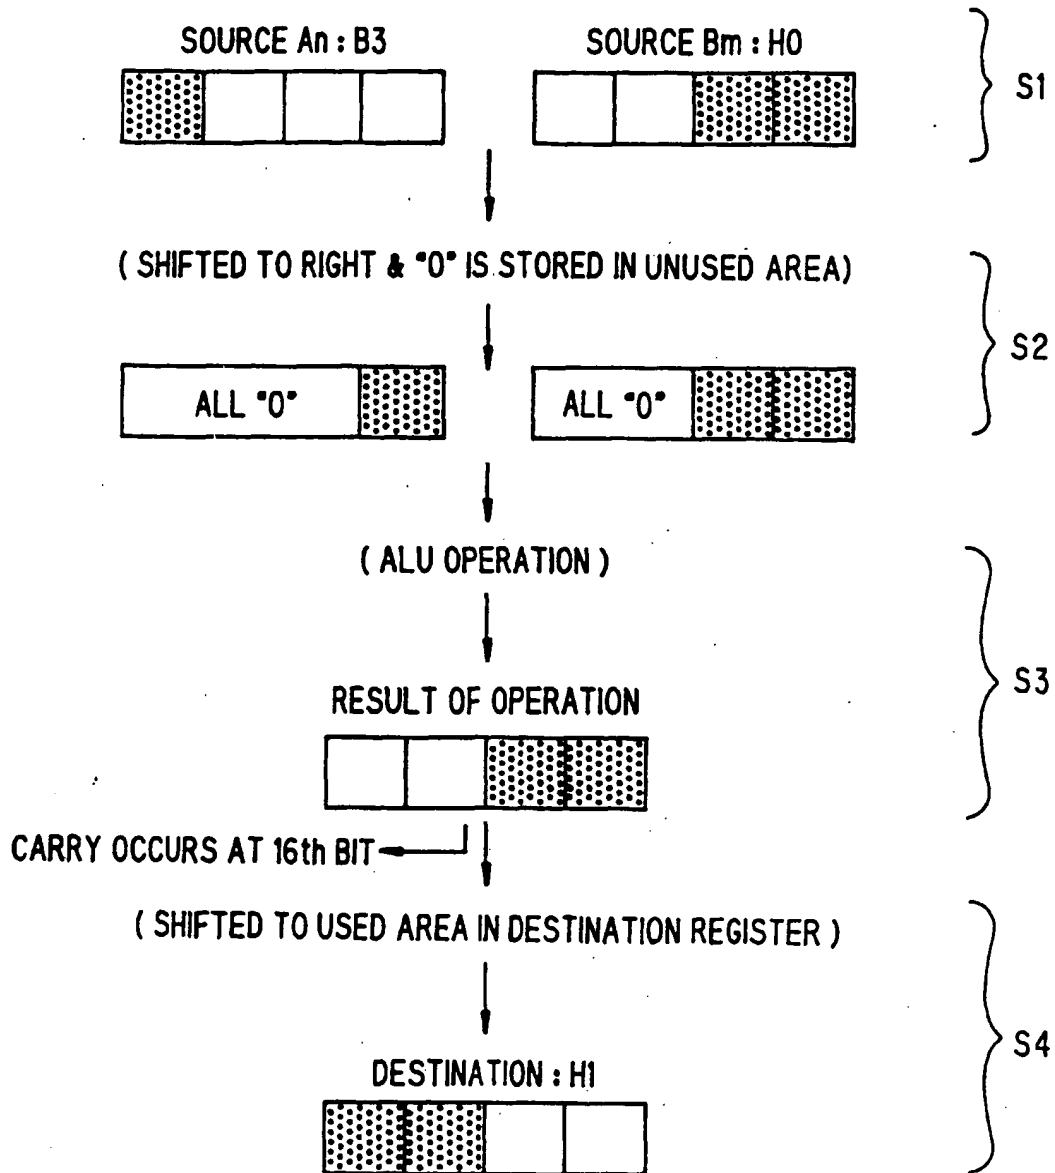 SOURCE An : B3
SOURCE Bm : H0
S1
( SHIFTED TO RIGHT & "0" IS STORED IN UNUSED AREA)
S2
ALL "0"
ALL "0"
( ALU OPERATION )
S3
RESULT OF OPERATION
CARRY OCCURS AT 16th BIT
( SHIFTED TO USED AREA IN DESTINATION REGISTER )
S4
DESTINATION : H1